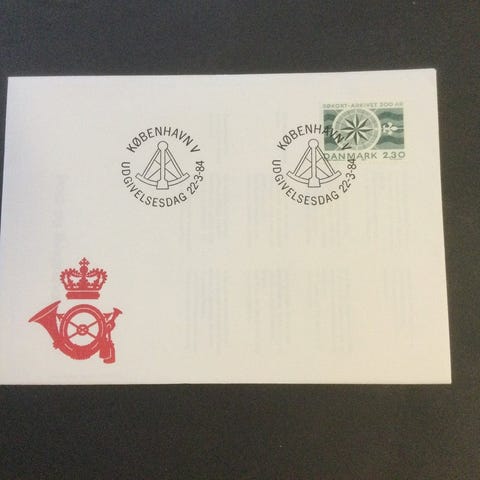 SØKORT-ARKIVET 200 ÅR
DANMARK 2.30
KØBENHAVN V
UDGIVELSESDAG 22-3-84
KØBENHAVN V
UDGIVELSESDAG 22-3-84